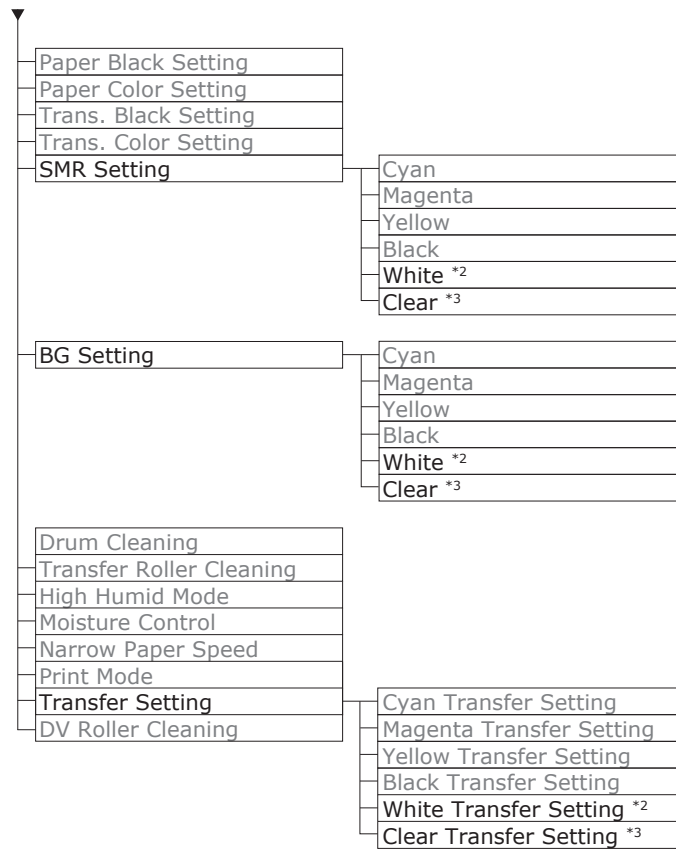 Paper Black Setting
Paper Color Setting
Trans. Black Setting
Trans. Color Setting
SMR Setting
Cyan
Magenta
Yellow
Black
White *2
Clear *3
BG Setting
Cyan
Magenta
Yellow
Black
White *2
Clear *3
Drum Cleaning
Transfer Roller Cleaning
High Humid Mode
Moisture Control
Narrow Paper Speed
Print Mode
Transfer Setting
Cyan Transfer Setting
Magenta Transfer Setting
Yellow Transfer Setting
Black Transfer Setting
White Transfer Setting *2
Clear Transfer Setting *3
DV Roller Cleaning